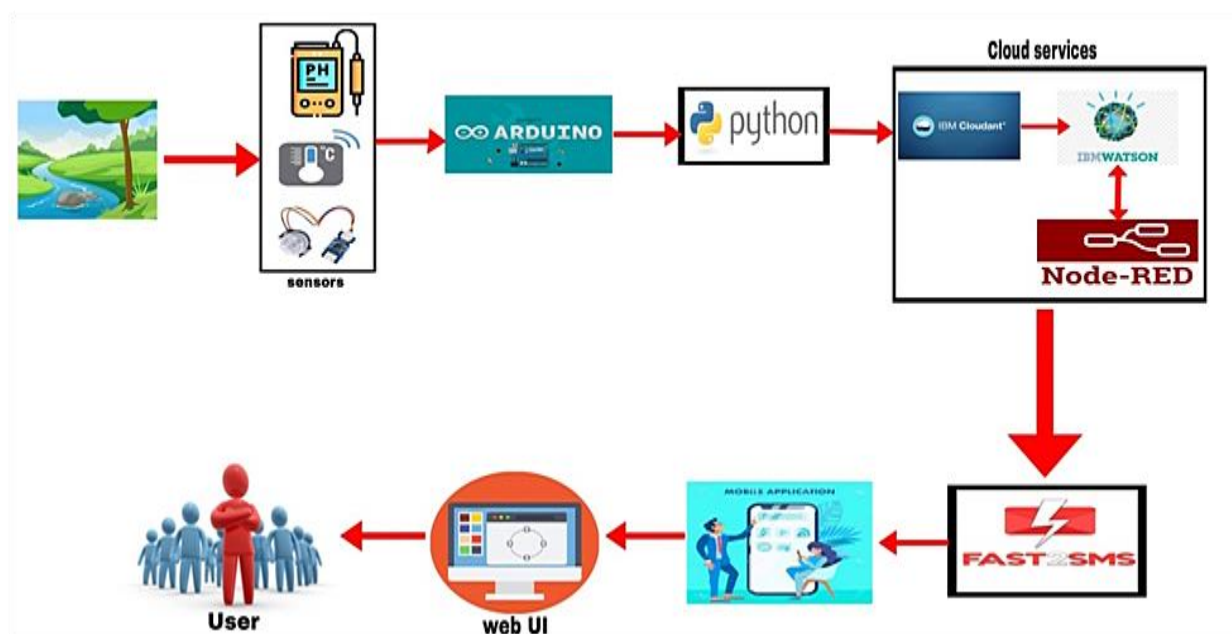 Cloud services
PH
°C
sensors
ARDUINO
python
IBM Cloudant
IBMWATSON
Node-RED
FAST2SMS
MOBILE APPLICATION
web UI
User